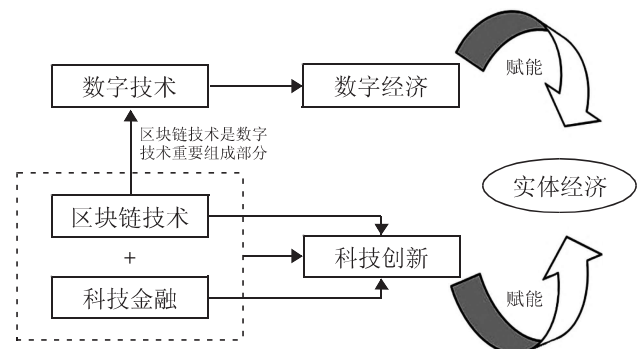 赋能
数字技术
数字经济
区块链技术是数字
技术重要组成部分
实体经济
区块链技术
+
科技创新
科技金融
赋能